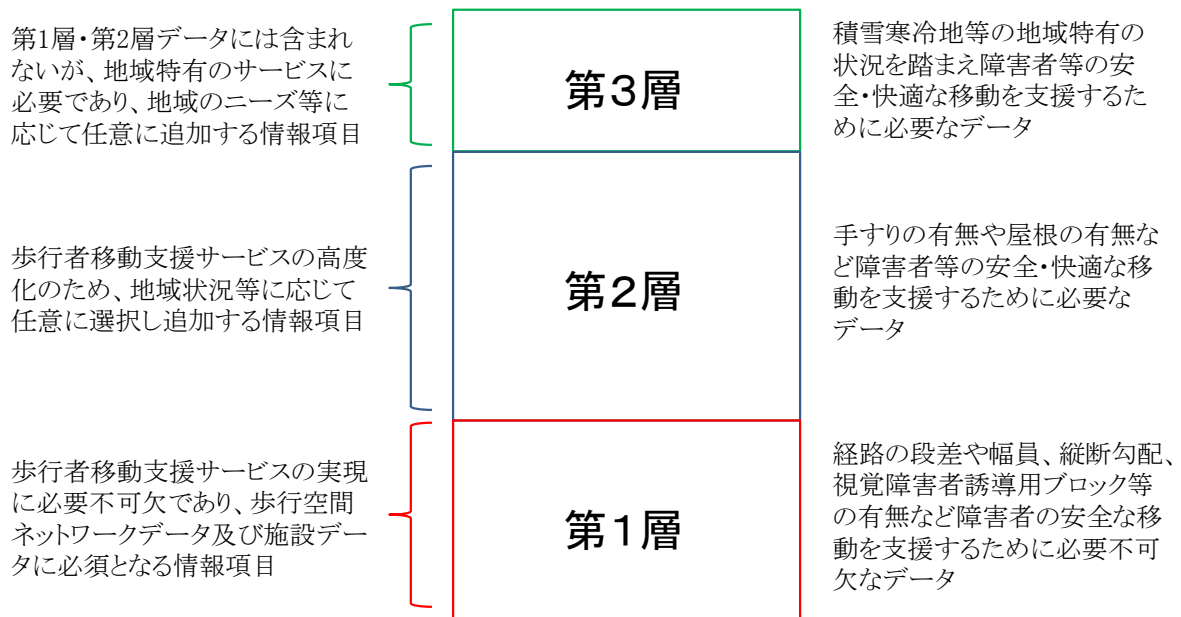 第1層・第2層データには含まれ
ないが、地域特有のサービスに
必要であり、地域のニーズ等に
応じて任意に追加する情報項目
第３層
積雪寒冷地等の地域特有の
状況を踏まえ障害者等の安
全・快適な移動を支援するた
めに必要なデータ
歩行者移動支援サービスの高度
化のため、地域状況等に応じて
任意に選択し追加する情報項目
第２層
手すりの有無や屋根の有無な
ど障害者等の安全・快適な移
動を支援するために必要な
データ
歩行者移動支援サービスの実現
に必要不可欠であり、歩行空間
ネットワークデータ及び施設デー
タに必須となる情報項目
第１層
経路の段差や幅員、縦断勾配、
視覚障害者誘導用ブロック等
の有無など障害者の安全な移
動を支援するために必要不可
欠なデータ